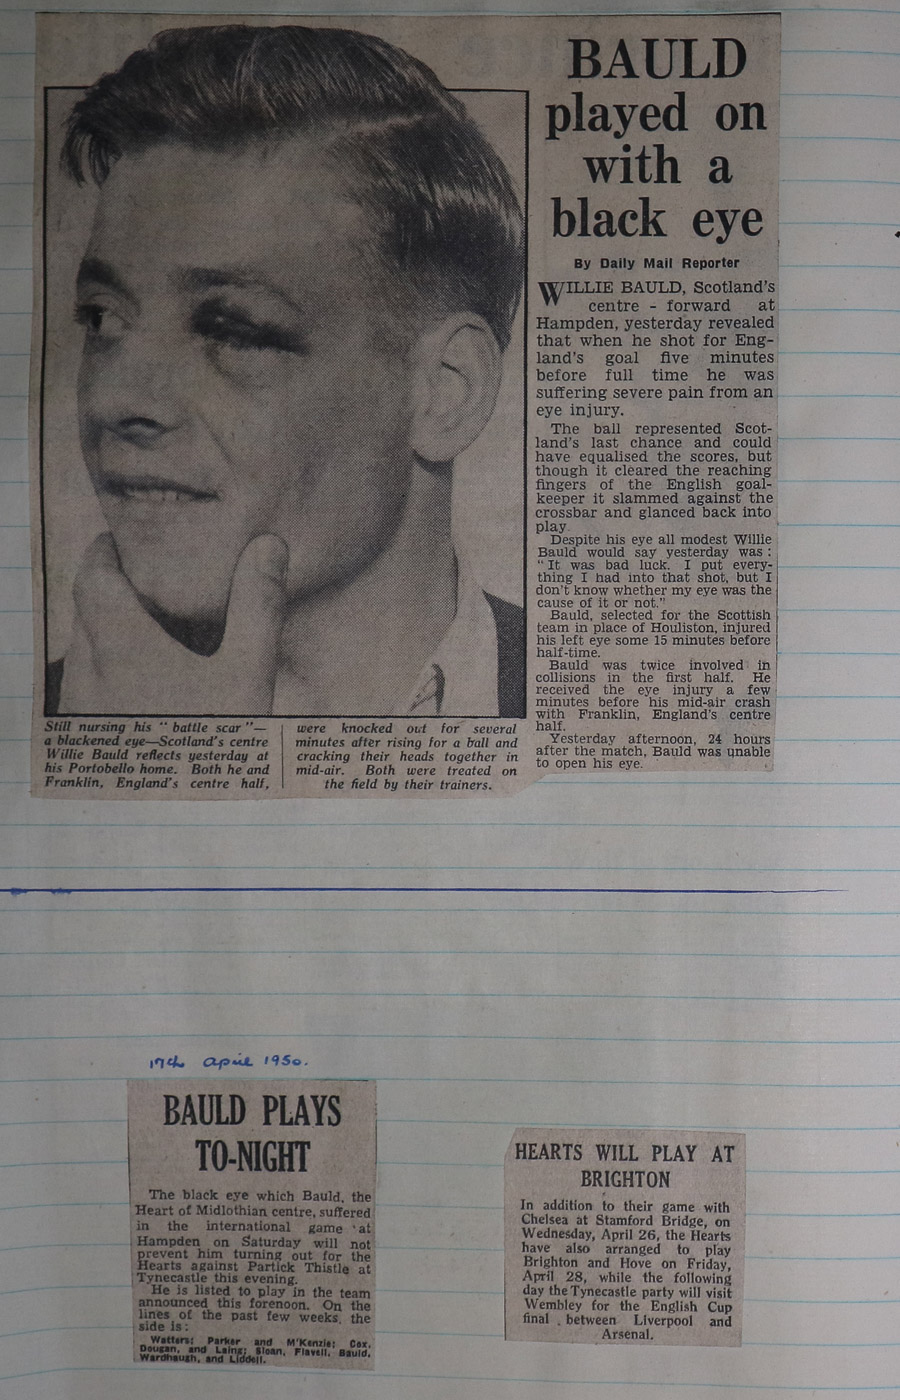 BAULD
played on
with a
black eye
By Daily Mail Reporter
WILLIE BAULD, Scotland's
centre - forward at
Hampden, yesterday revealed
that when he shot for Eng-
land's goal five minutes
before full time he was
suffering severe pain from an
eye injury.
The ball represented Scot-
land's last chance and could
have equalised the scores, but
though it cleared the reaching
fingers of the English goal-
keeper it slammed against the
crossbar and glanced back into
play.
Despite his eye all modest Willie
Bauld would say yesterday was :
" It was bad luck. I put every-
thing I had into that shot, but I
don't know whether my eye was the
cause of it or not."
Bauld, selected for the Scottish
team in place of Houliston, injured
his left eye some 15 minutes before
half-time.
Bauld was twice involved in
collisions in the first half. He
received the eye injury a few
minutes before his mid-air crash
with Franklin, England's centre
half.
Yesterday afternoon, 24 hours
after the match, Bauld was unable
to open his eye.
Still nursing his " battle scar "—
a blackened eye—Scotland's centre
Willie Bauld reflects yesterday at
his Portobello home. Both he and
Franklin, England's centre half,
were knocked out for several
minutes after rising for a ball and
cracking their heads together in
mid-air. Both were treated on
the field by their trainers.
17th April 1950.
BAULD PLAYS
TO-NIGHT
The black eye which Bauld, the
Heart of Midlothian centre, suffered
in the international game at
Hampden on Saturday will not
prevent him turning out for the
Hearts against Partick Thistle at
Tynecastle this evening.
He is listed to play in the team
announced this forenoon. On the
lines of the past few weeks, the
side is :
Watters; Parker and M'Kenzie; Cox,
Dougan, and Laing; Sloan, Flavell, Bauld,
Wardhaugh, and Liddell.
HEARTS WILL PLAY AT
BRIGHTON
In addition to their game with
Chelsea at Stamford Bridge, on
Wednesday, April 26, the Hearts
have also arranged to play
Brighton and Hove on Friday,
April 28, while the following
day the Tynecastle party will visit
Wembley for the English Cup
final between Liverpool and
Arsenal.